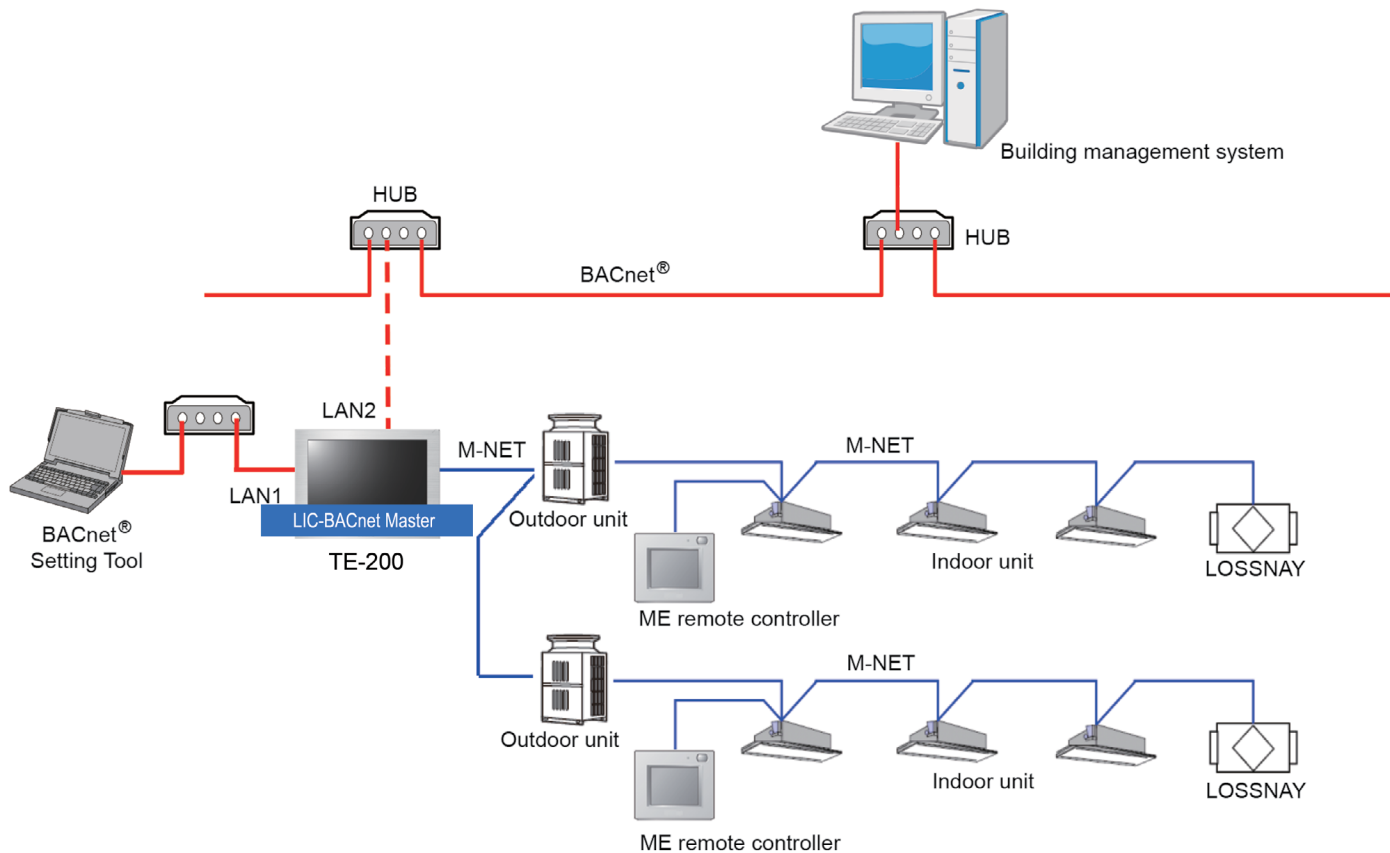 Building management system
HUB
HUB
BACnet®
LAN2
M-NET
M-NET
LAN1
LIC-BACnet Master
Outdoor unit
BACnet®
Setting Tool
TE-200
Indoor unit
LOSSNAY
ME remote controller
M-NET
Outdoor unit
Indoor unit
LOSSNAY
ME remote controller